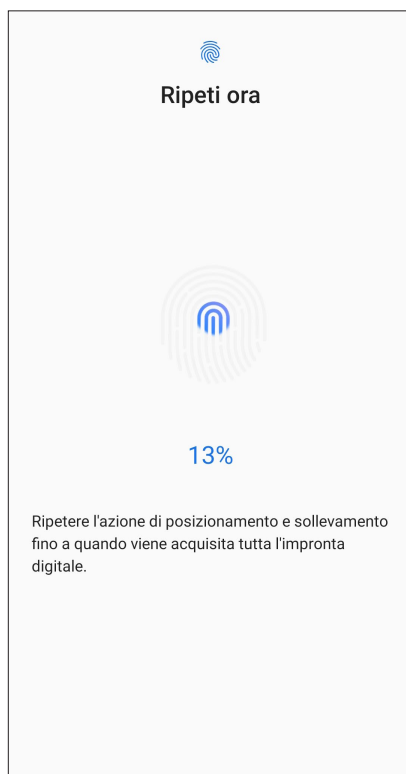 Ripeti ora
13%
Ripetere l'azione di posizionamento e sollevamento
fino a quando viene acquisita tutta l'impronta
digitale.